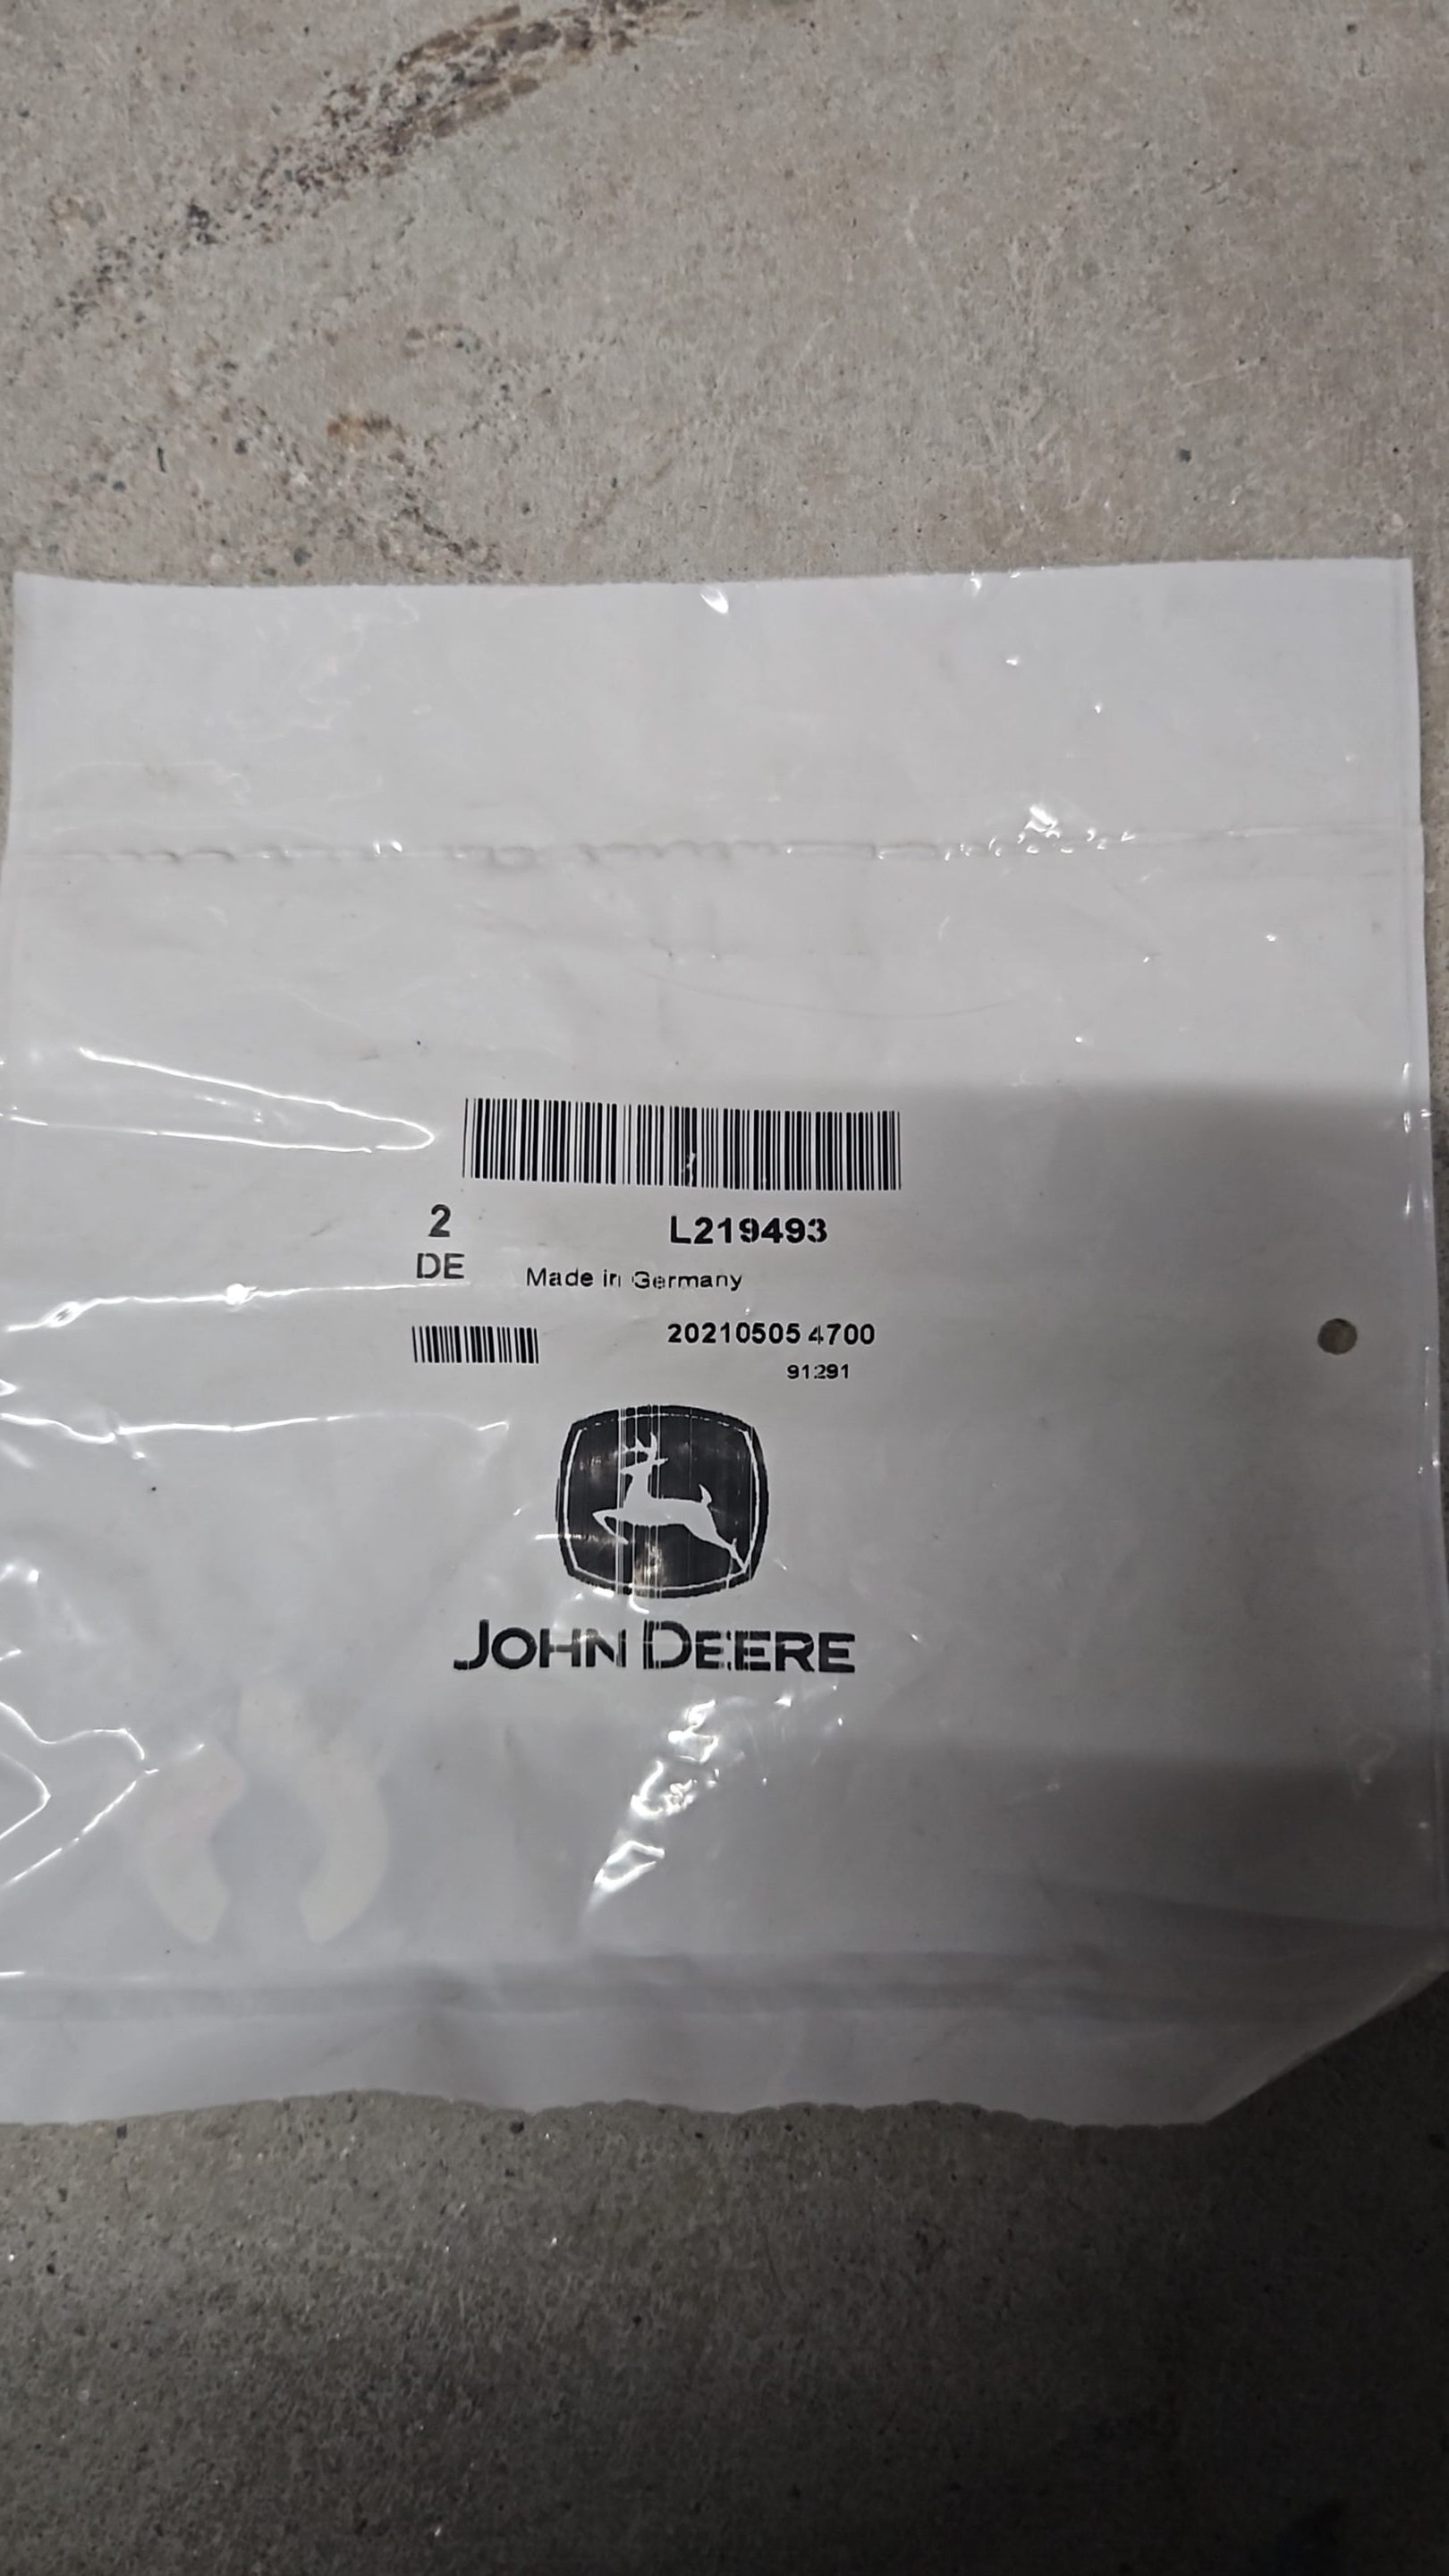 2 L219493
DE Made in Germany
20210505 4700
91291
JOHN DEERE